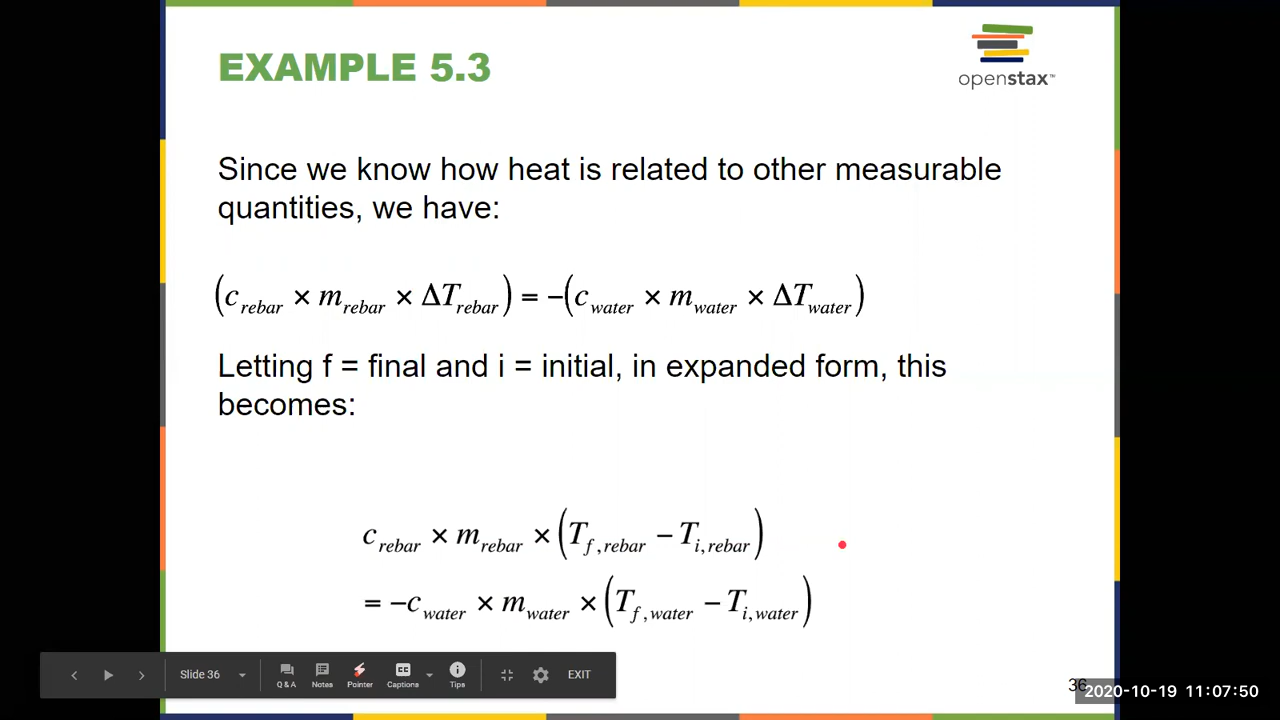 EXAMPLE 5.3
openstax™
Since we know how heat is related to other measurable
quantities, we have:
(c_rebar × m_rebar × ΔT_rebar) = −(c_water × m_water × ΔT_water)
Letting f = final and i = initial, in expanded form, this
becomes:
c_rebar × m_rebar × (T_f,rebar − T_i,rebar)
= −c_water × m_water × (T_f,water − T_i,water)
Slide 36
Q & A
Notes
Pointer
CC
Captions
Tips
EXIT
36
2020-10-19 11:07:50